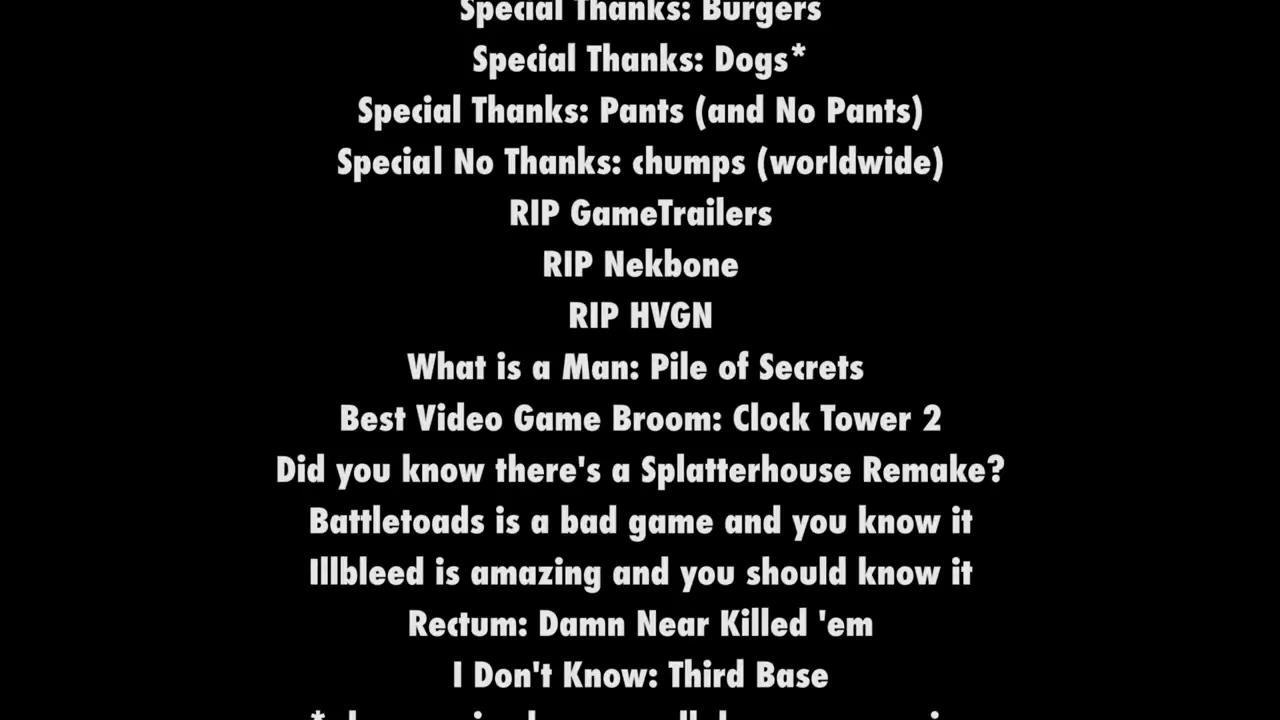 Special Thanks: Burgers
Special Thanks: Dogs*
Special Thanks: Pants (and No Pants)
Special No Thanks: chumps (worldwide)
RIP GameTrailers
RIP Nekbone
RIP HVGN
What is a Man: Pile of Secrets
Best Video Game Broom: Clock Tower 2
Did you know there's a Splatterhouse Remake?
Battletoads is a bad game and you know it
Illbleed is amazing and you should know it
Rectum: Damn Near Killed 'em
I Don't Know: Third Base